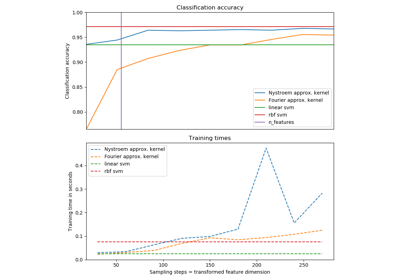 Classification accuracy
1.00
0.95
0.90
0.85
0.80
Classification accuracy
Nystroem approx. kernel
Fourier approx. kernel
linear svm
rbf svm
n_features
Training times
Nystroem approx. kernel
Fourier approx. kernel
linear svm
rbf svm
0.4
0.3
0.2
0.1
0.0
Training time in seconds
50 100 150 200 250
Sampling steps = transformed feature dimension